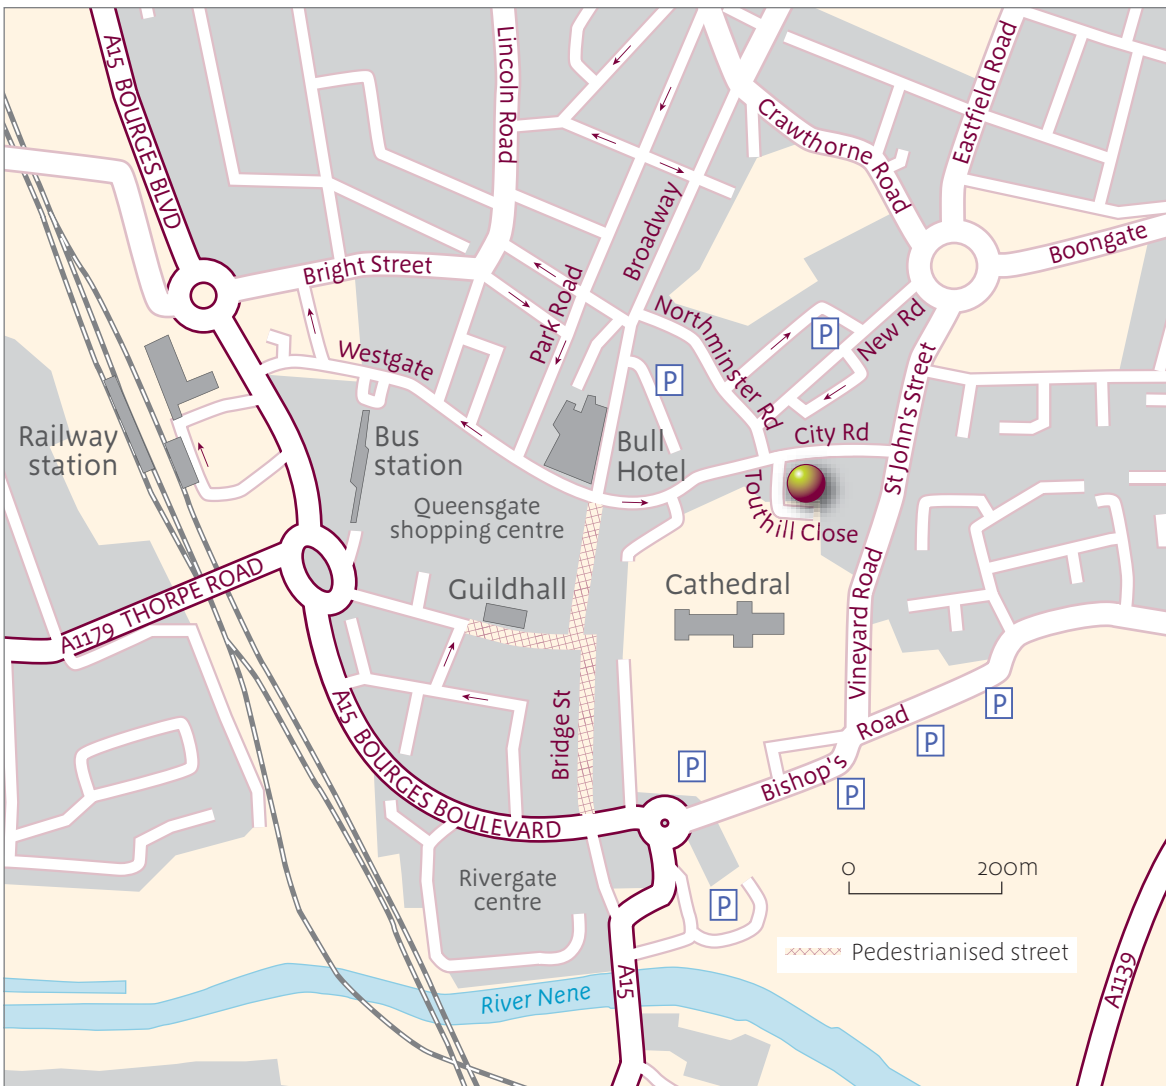 A15 BOURGES BLVD
Lincoln Road
Eastfield Road
Crawthorne Road
Boongate
Broadway
Bright Street
Park Road
Northminster Rd
P
New Rd
Westgate
P
St John's Street
City Rd
Railway
station
Bus
station
Bull
Hotel
Queensgate
shopping centre
Touthill Close
A1179 THORPE ROAD
Guildhall
Cathedral
Vineyard Road
A15 BOURGES BOULEVARD
Bridge St
P
Bishop's Road
P
P
P
Rivergate
centre
P
0 200m
Pedestrianised street
A15
River Nene
A1139